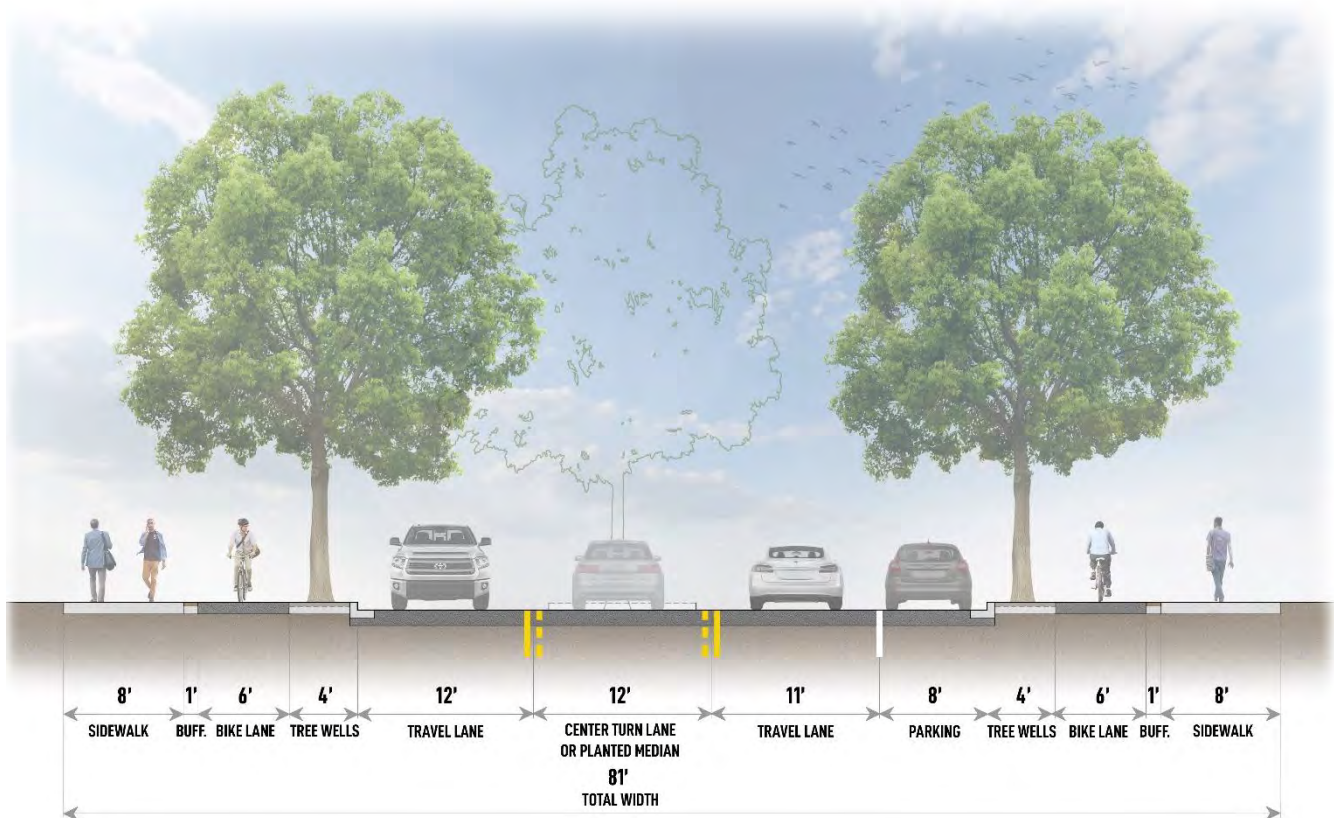 8' 1' 6' 4' 12' 12' 11' 8' 4' 6' 1' 8'
SIDEWALK BUFF. BIKE LANE TREE WELLS TRAVEL LANE CENTER TURN LANE TRAVEL LANE PARKING TREE WELLS BIKE LANE BUFF. SIDEWALK
OR PLANTED MEDIAN
81'
TOTAL WIDTH